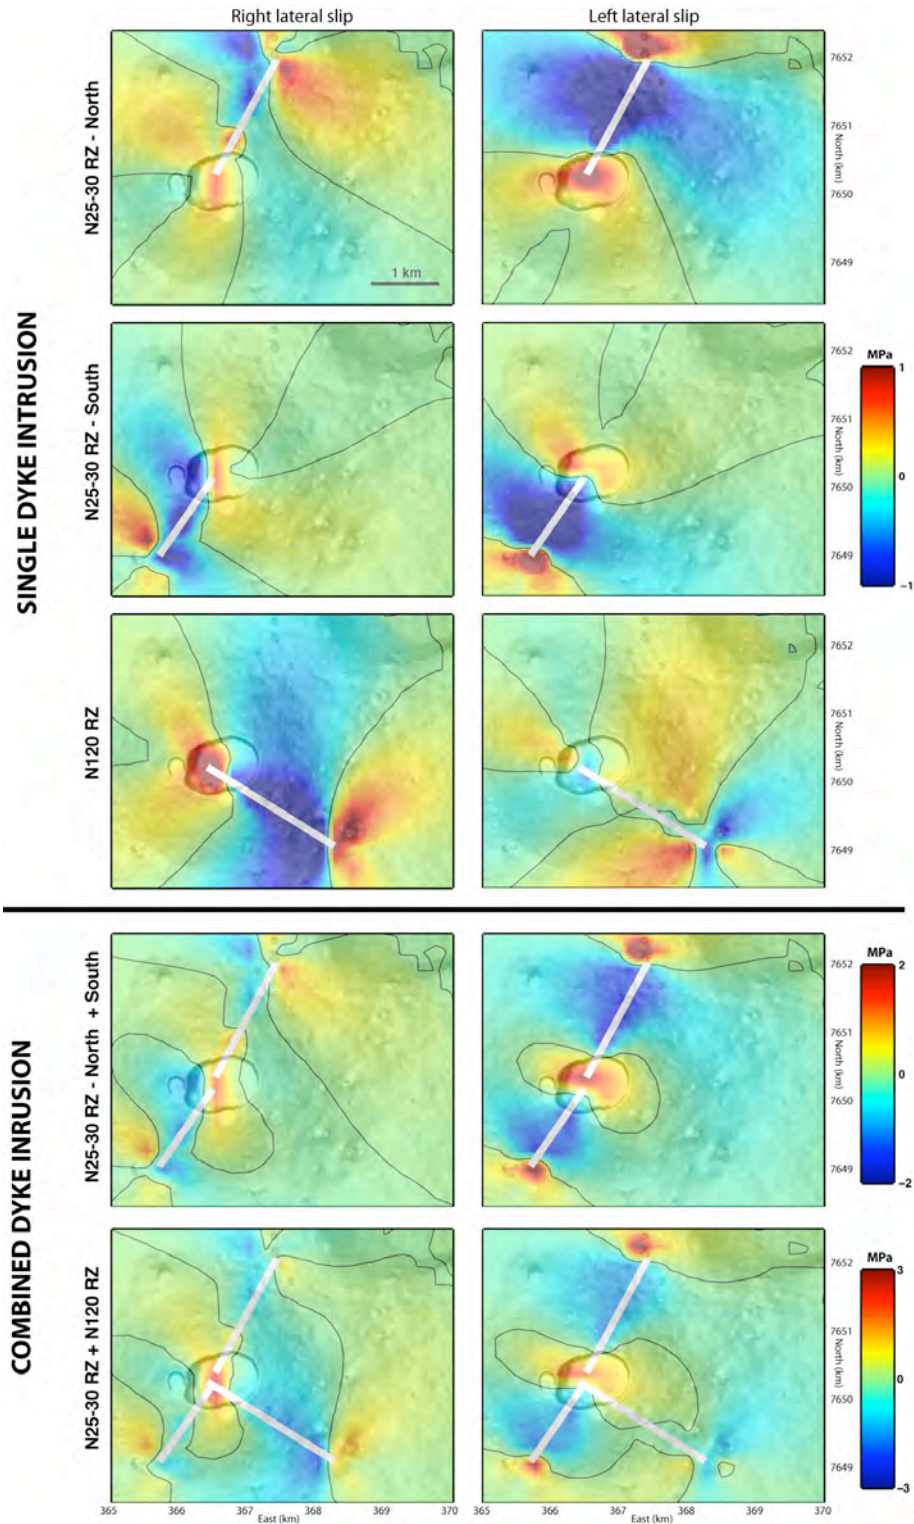 Right lateral slip
Left lateral slip
SINGLE DYKE INTRUSION
N25-30 RZ - North
1 km
7652
7651
7650
7649
North (km)
N25-30 RZ - South
7652
7651
7650
7649
North (km)
MPa
1
0
-1
N120 RZ
7652
7651
7650
7649
North (km)
COMBINED DYKE INRUSION
N25-30 RZ - North + South
7652
7651
7650
7649
North (km)
MPa
2
0
-2
N25-30 RZ + N120 RZ
7652
7651
7650
7649
North (km)
MPa
3
0
-3
365 366 367 368 369 370
East (km)
365 366 367 368 369 370
East (km)